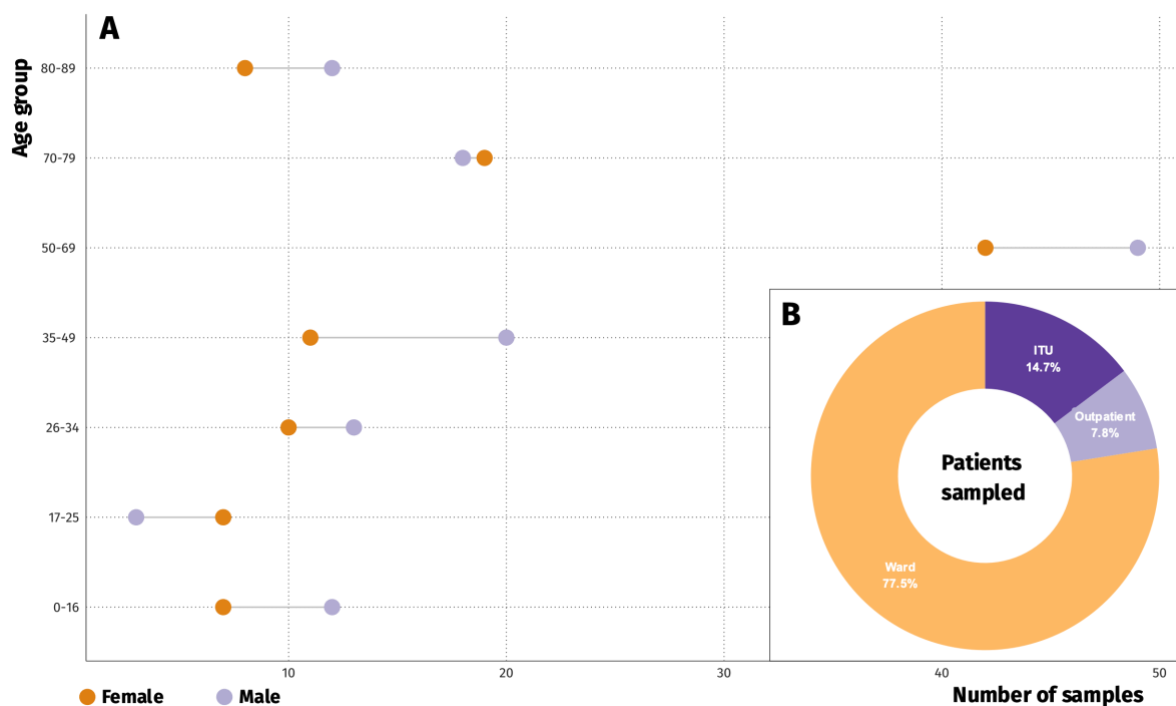 A
Age group
80-89
70-79
50-69
35-49
26-34
17-25
0-16
10
20
30
40
50
Number of samples
Female
Male
B
ITU
14.7%
Outpatient
7.8%
Patients
sampled
Ward
77.5%